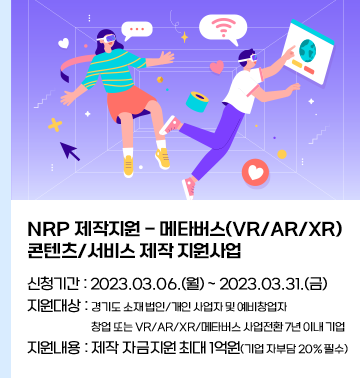 NRP 제작지원 – 메타버스(VR/AR/XR)
콘텐츠/서비스 제작 지원사업
신청기간 : 2023.03.06.(월) ~ 2023.03.31.(금)
지원대상 : 경기도 소재 법인/개인 사업자 및 예비창업자
창업 또는 VR/AR/XR/메타버스 사업전환 7년 이내 기업
지원내용 : 제작 자금지원 최대 1억원(기업 자부담 20% 필수)